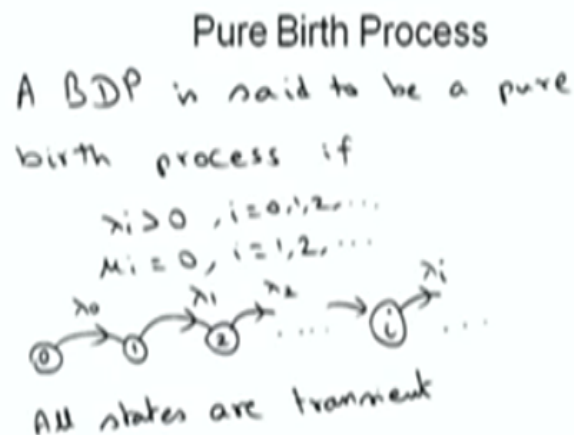 Pure Birth Process
A BDP is said to be a pure
birth process if
λi > 0 , i = 0,1,2, ...
μi = 0, i = 1,2, ...
λ0 λ1 λ2 λi
0 1 2 .... i ...
All states are transient